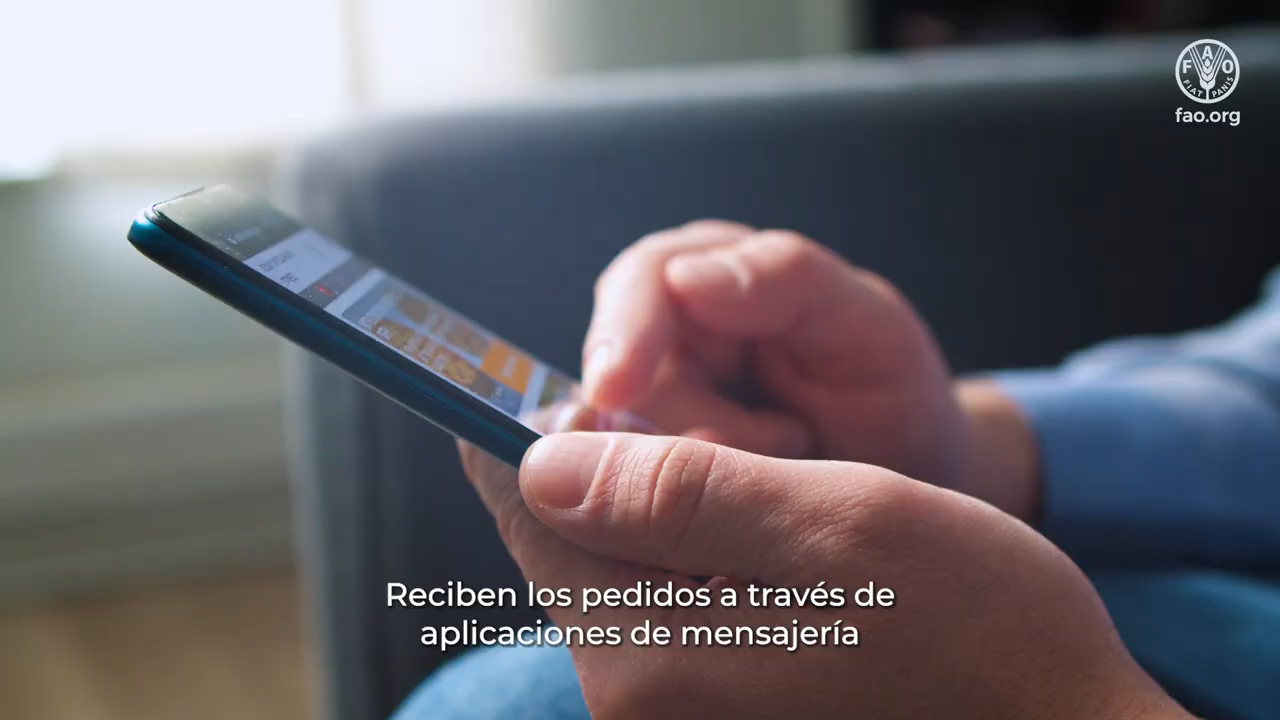 FAO
FIAT PANIS
fao.org
Reciben los pedidos a través de
aplicaciones de mensajería